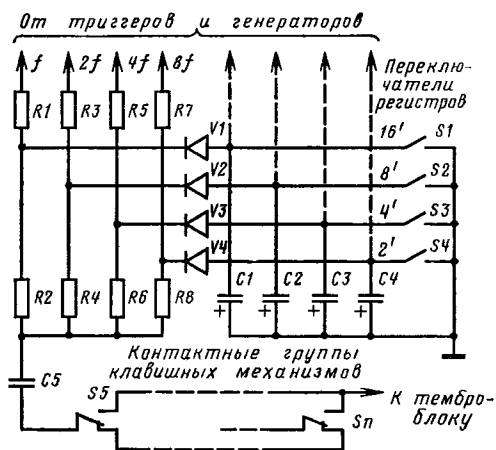 От триггеров и генераторов
f 2f 4f 8f
Переклю-
чатели
регистров
R1 R3 R5 R7
V1 16' S1
V2 8' S2
V3 4' S3
V4 2' S4
R2 R4 R6 R8 C1 C2 C3 C4
+ + + +
Контактные группы
клавишных механизмов
C5
S5 Sn
К тембро-
блоку